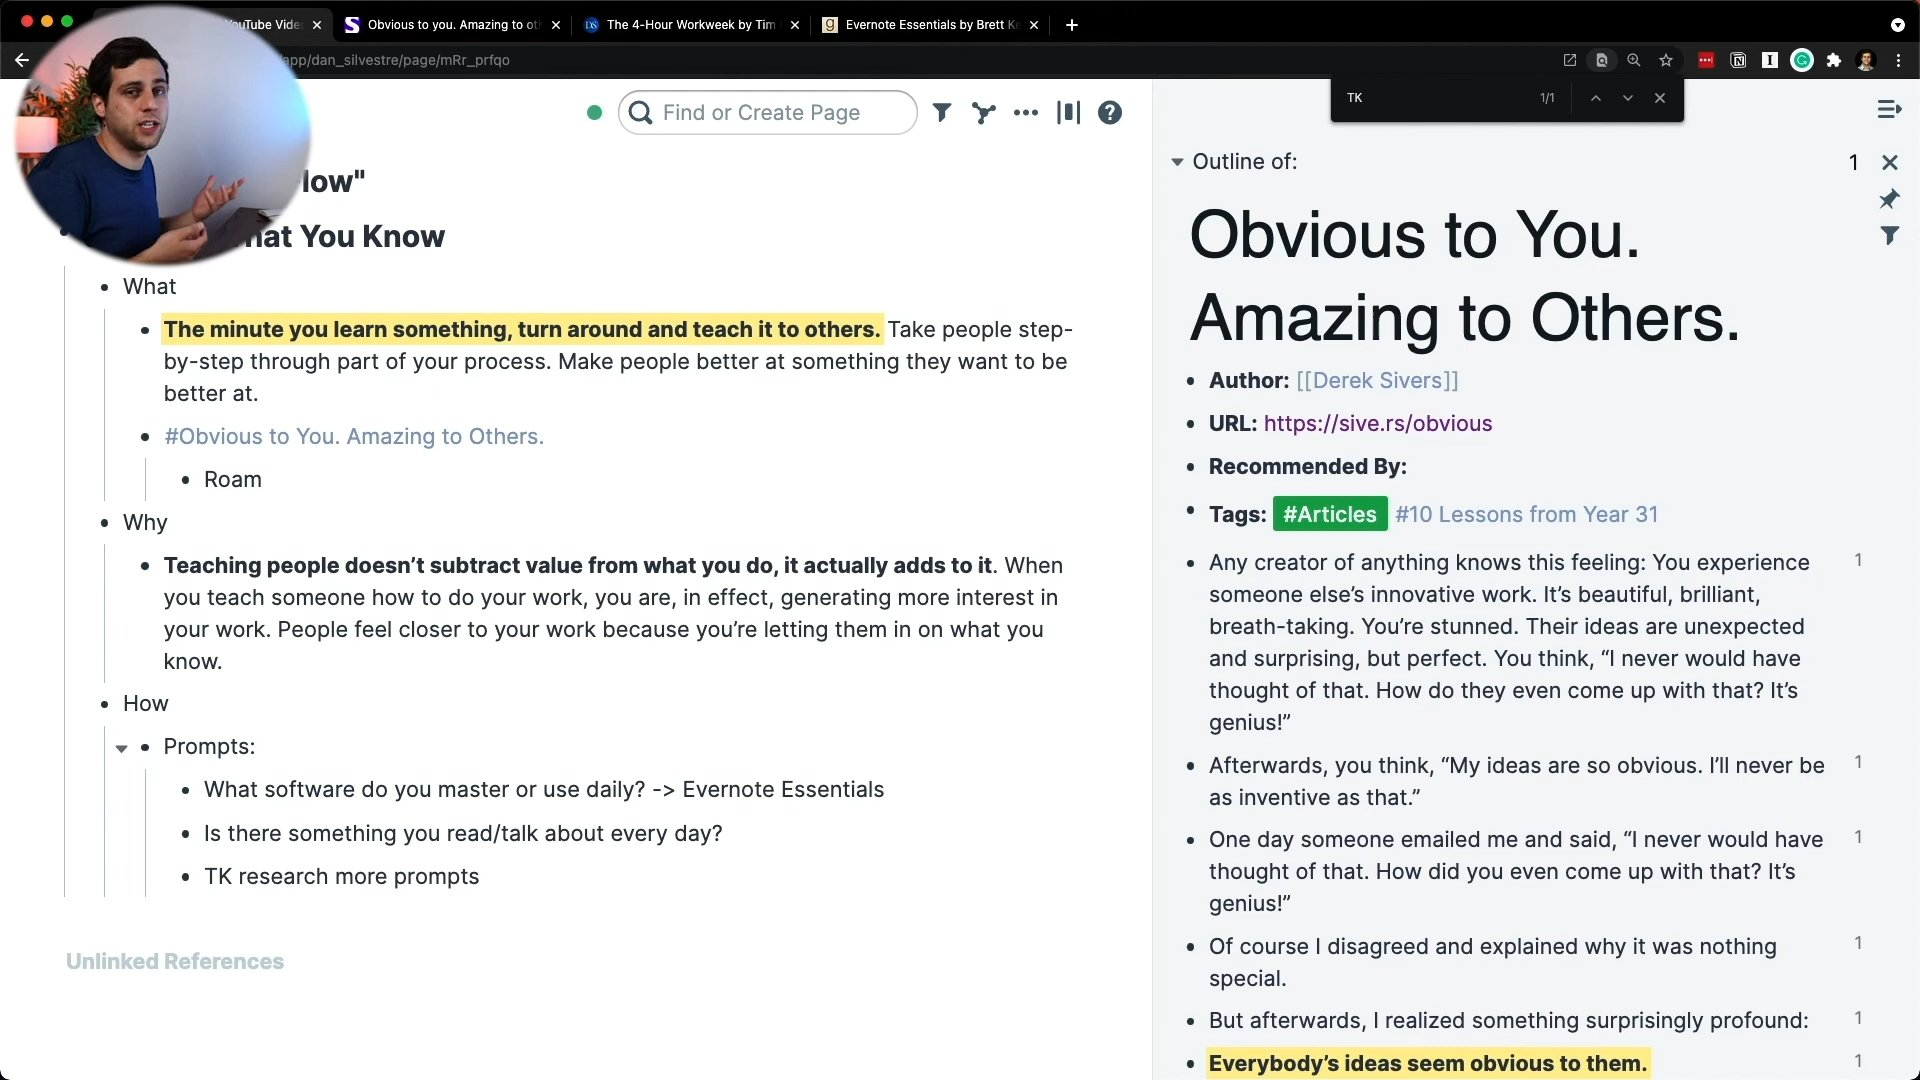 YouTube Vide
Obvious to you. Amazing to ot
The 4-Hour Workweek by Tim
Evernote Essentials by Brett Ke
app/dan_silvestre/page/mRr_prfqo
TK
1/1
Find or Create Page
low"
hat You Know
What
The minute you learn something, turn around and teach it to others. Take people step-
by-step through part of your process. Make people better at something they want to be
better at.
#Obvious to You. Amazing to Others.
Roam
Why
Teaching people doesn’t subtract value from what you do, it actually adds to it. When
you teach someone how to do your work, you are, in effect, generating more interest in
your work. People feel closer to your work because you’re letting them in on what you
know.
How
Prompts:
What software do you master or use daily? -> Evernote Essentials
Is there something you read/talk about every day?
TK research more prompts
Unlinked References
Outline of:
1
Obvious to You.
Amazing to Others.
Author: [[Derek Sivers]]
URL: https://sive.rs/obvious
Recommended By:
Tags: #Articles #10 Lessons from Year 31
Any creator of anything knows this feeling: You experience 1
someone else’s innovative work. It’s beautiful, brilliant,
breath-taking. You’re stunned. Their ideas are unexpected
and surprising, but perfect. You think, “I never would have
thought of that. How do they even come up with that? It’s
genius!”
Afterwards, you think, “My ideas are so obvious. I’ll never be 1
as inventive as that.”
One day someone emailed me and said, “I never would have 1
thought of that. How did you even come up with that? It’s
genius!”
Of course I disagreed and explained why it was nothing 1
special.
But afterwards, I realized something surprisingly profound: 1
Everybody’s ideas seem obvious to them. 1